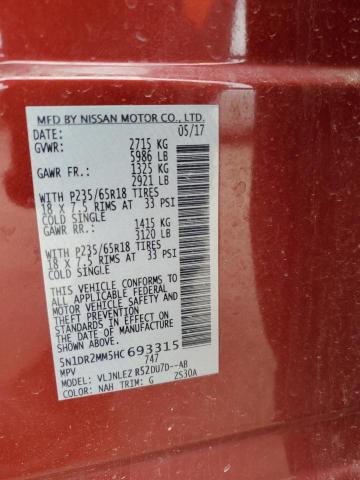 MFD BY NISSAN MOTOR CO., LTD.
DATE: 05/17
GVWR: 2715 KG
5986 LB
GAWR FR.: 1325 KG
2921 LB
WITH P235/65R18 TIRES
18 X 7.5 RIMS AT 33 PSI
COLD SINGLE
GAWR RR.: 1415 KG
3120 LB
WITH P235/65R18 TIRES
18 X 7.5 RIMS AT 33 PSI
COLD SINGLE
THIS VEHICLE CONFORMS TO
ALL APPLICABLE FEDERAL
MOTOR VEHICLE SAFETY AND
THEFT PREVENTION
STANDARDS IN EFFECT ON
THE DATE OF MANUFACTURE
SHOWN ABOVE.
5N1DR2MM5HC693315
MPV 747
MODEL: VLJNLEZ R52DU7D--AB
COLOR: NAH TRIM: G ZS30A